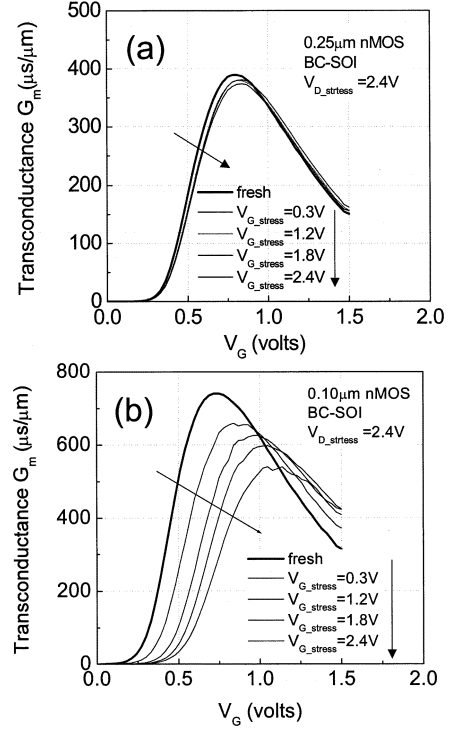 (a)
0.25μm nMOS
BC-SOI
V_D_strtess=2.4V
Transconductance G_m(μs/μm)
500
400
300
200
100
0
fresh
V_G_stress=0.3V
V_G_stress=1.2V
V_G_stress=1.8V
V_G_stress=2.4V
0.0 0.5 1.0 1.5 2.0
V_G (volts)
(b)
0.10μm nMOS
BC-SOI
V_D_strtess=2.4V
Transconductance G_m (μs/μm)
800
600
400
200
0
fresh
V_G_stress=0.3V
V_G_stress=1.2V
V_G_stress=1.8V
V_G_stress=2.4V
0.0 0.5 1.0 1.5 2.0
V_G (volts)